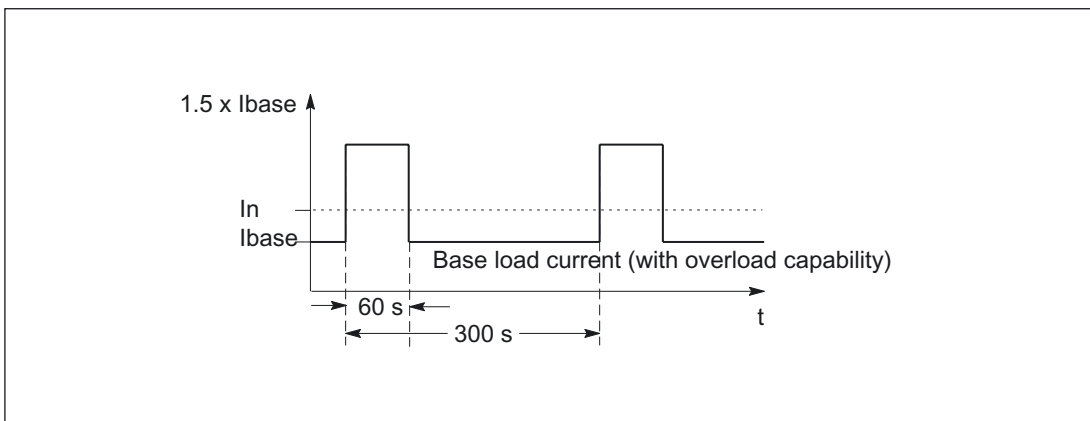 1.5 x Ibase
In
Ibase
Base load current (with overload capability)
60 s
t
300 s